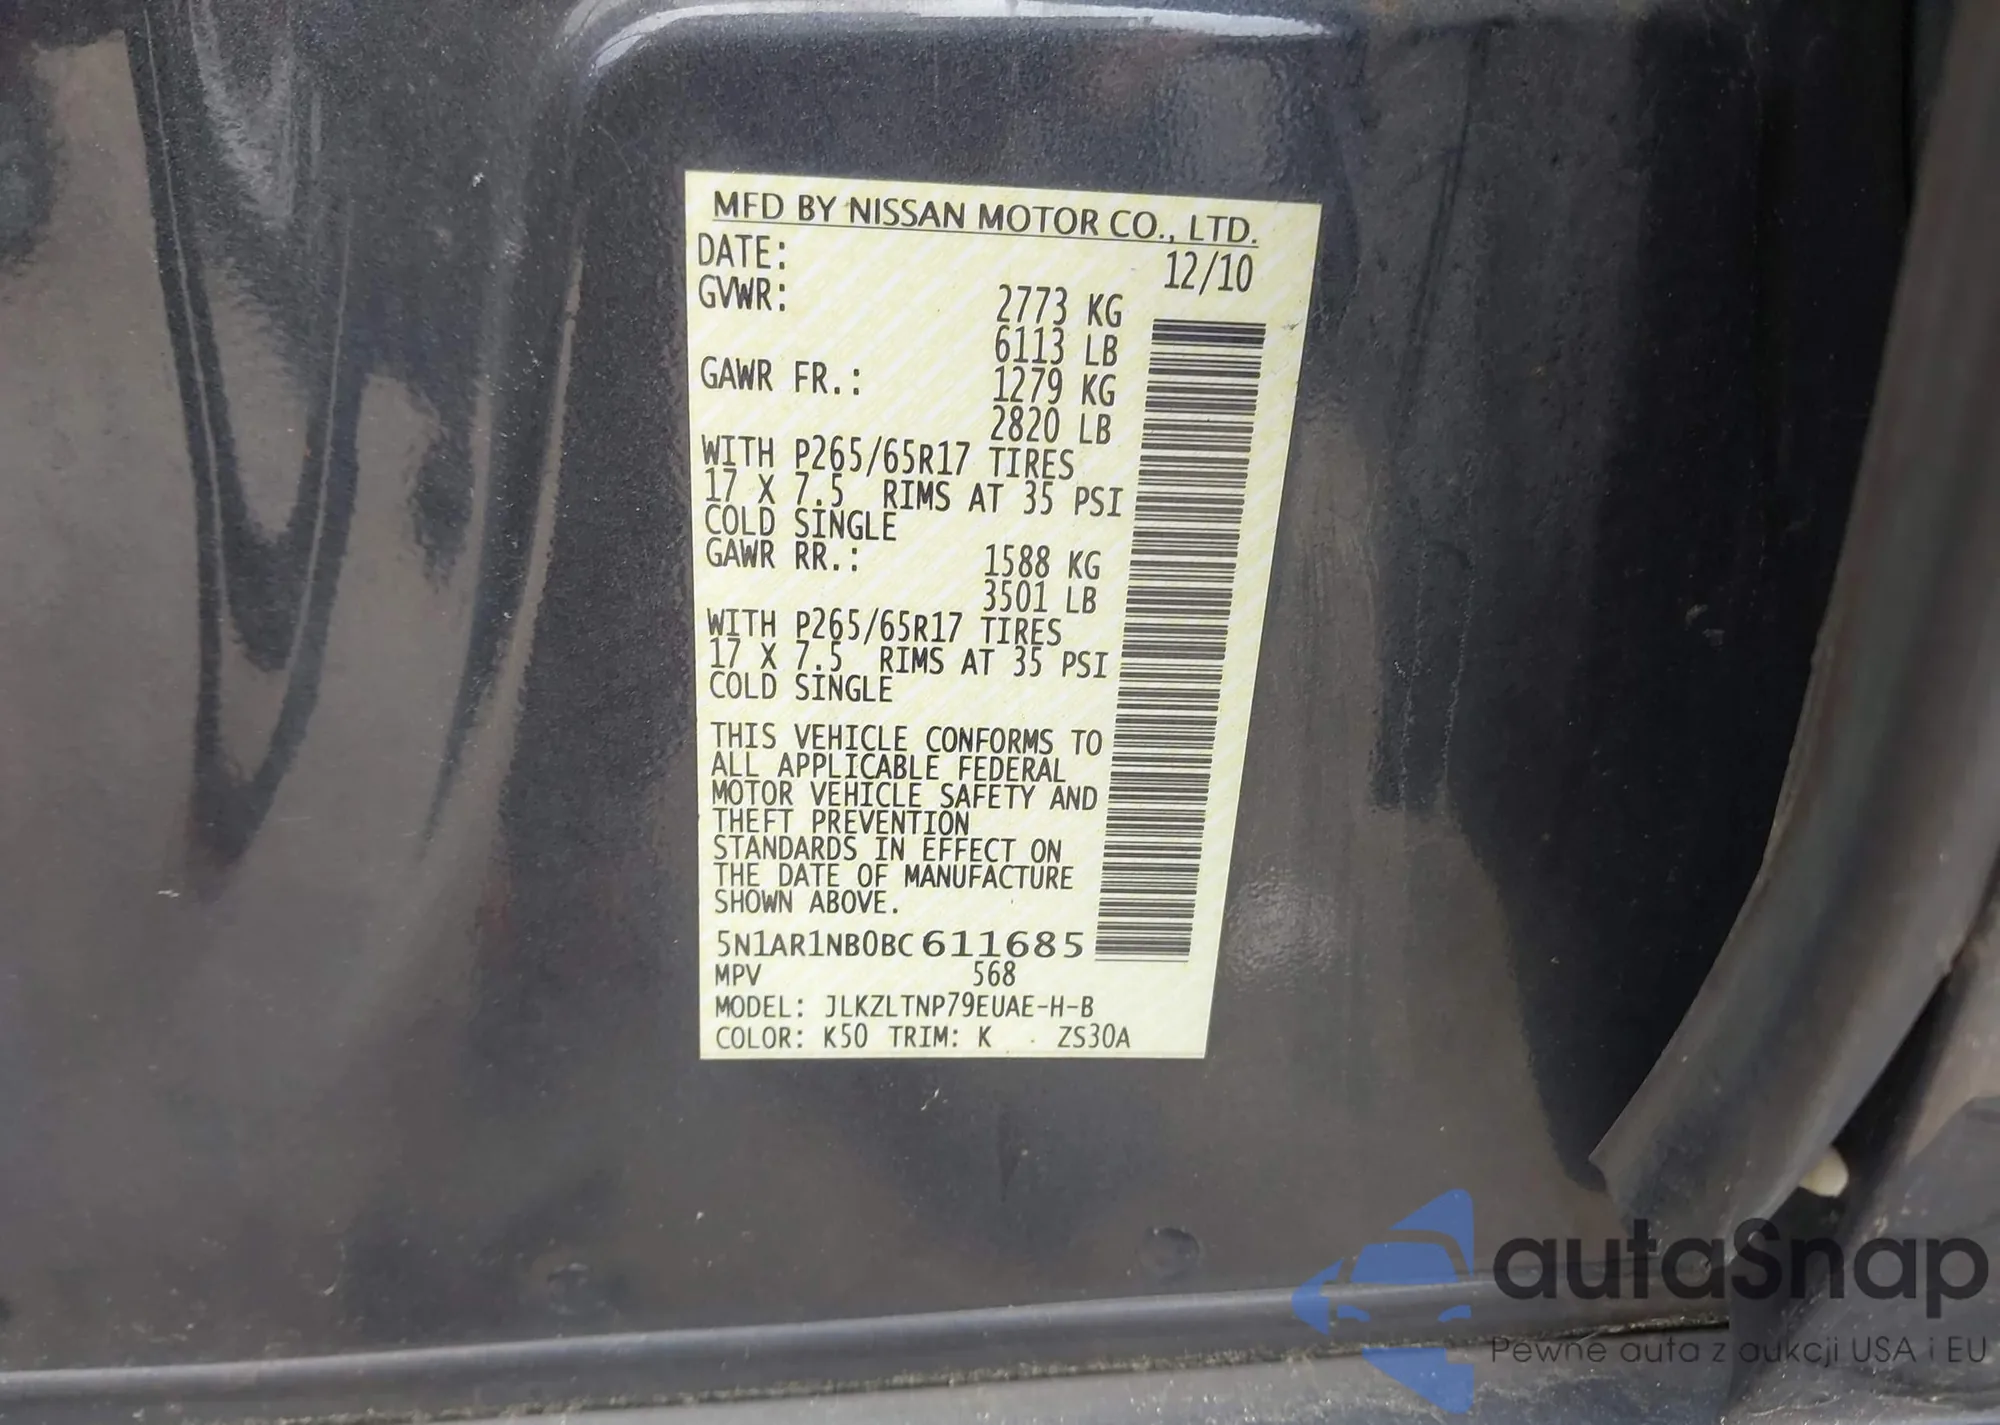 MFD BY NISSAN MOTOR CO., LTD.
DATE: 12/10
GVWR: 2773 KG
6113 LB
GAWR FR.: 1279 KG
2820 LB
WITH P265/65R17 TIRES
17 X 7.5 RIMS AT 35 PSI
COLD SINGLE
GAWR RR.: 1588 KG
3501 LB
WITH P265/65R17 TIRES
17 X 7.5 RIMS AT 35 PSI
COLD SINGLE
THIS VEHICLE CONFORMS TO
ALL APPLICABLE FEDERAL
MOTOR VEHICLE SAFETY AND
THEFT PREVENTION
STANDARDS IN EFFECT ON
THE DATE OF MANUFACTURE
SHOWN ABOVE.
5N1AR1NB0BC611685
MPV 568
MODEL: JLKZLTNP79EUAE-H-B
COLOR: K50 TRIM: K ZS30A
autaSnap
Pewne auta z aukcji USA i EU